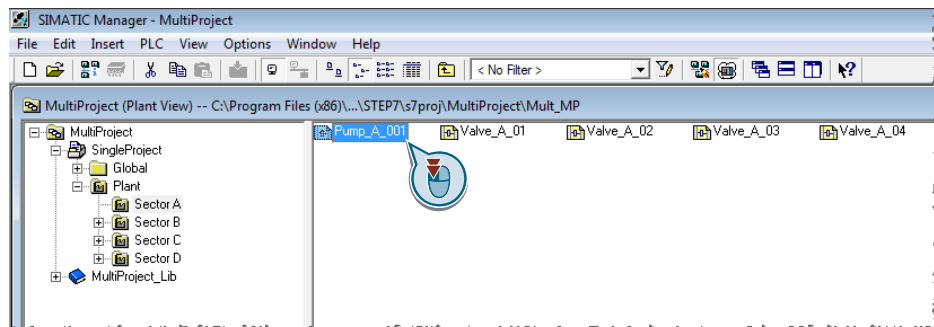 SIMATIC Manager - MultiProject
File Edit Insert PLC View Options Window Help
< No Filter >
MultiProject (Plant View) -- C:\Program Files (x86)\...\STEP7\s7proj\MultiProject\Mult_MP
MultiProject
SingleProject
Global
Plant
Sector A
Sector B
Sector C
Sector D
MultiProject_Lib
Pump_A_001 Valve_A_01 Valve_A_02 Valve_A_03 Valve_A_04